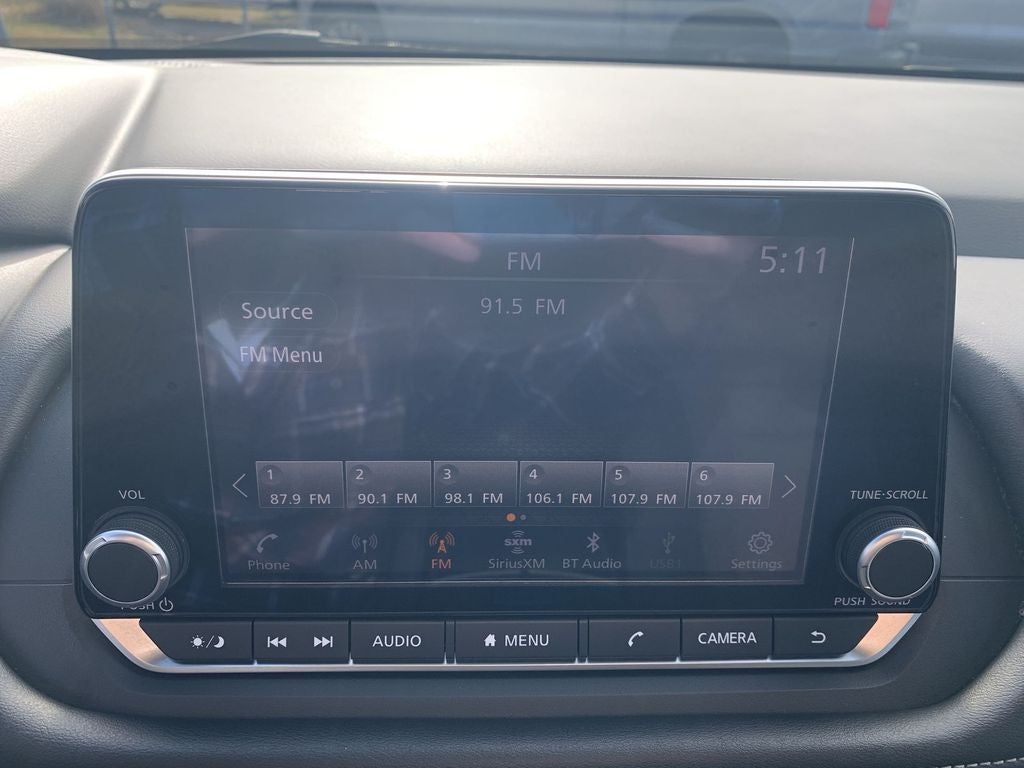 FM
5:11
91.5 FM
Source
FM Menu
1 2 3 4 5 6
87.9 FM 90.1 FM 98.1 FM 106.1 FM 107.9 FM 107.9 FM
VOL
TUNE·SCROLL
sxm
Phone AM FM SiriusXM BT Audio USB1 Settings
PUSH
PUSH SOUND
AUDIO
MENU
CAMERA